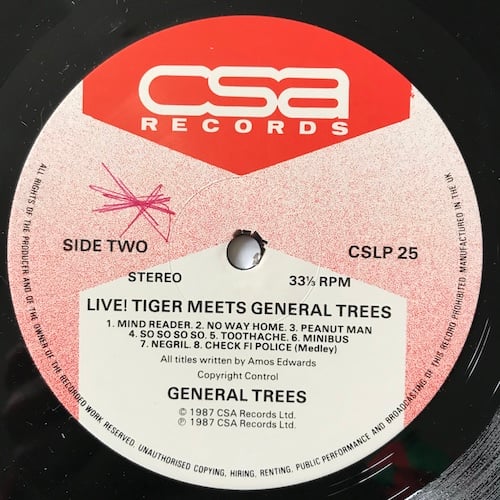 csa
RECORDS
SIDE TWO
CSLP 25
STEREO
33⅓ RPM
LIVE! TIGER MEETS GENERAL TREES
1. MIND READER. 2. NO WAY HOME. 3. PEANUT MAN
4. SO SO SO SO. 5. TOOTHACHE. 6. MINIBUS
7. NEGRIL. 8. CHECK FI POLICE (Medley)
All titles written by Amos Edwards
Copyright Control
GENERAL TREES
© 1987 CSA Records Ltd.
℗ 1987 CSA Records Ltd.
ALL RIGHTS OF THE PRODUCER AND OF THE OWNER OF THE RECORDED WORK RESERVED. UNAUTHORISED COPYING, HIRING, RENTING, PUBLIC PERFORMANCE AND BROADCASTING OF THIS RECORD PROHIBITED. MANUFACTURED IN THE UK